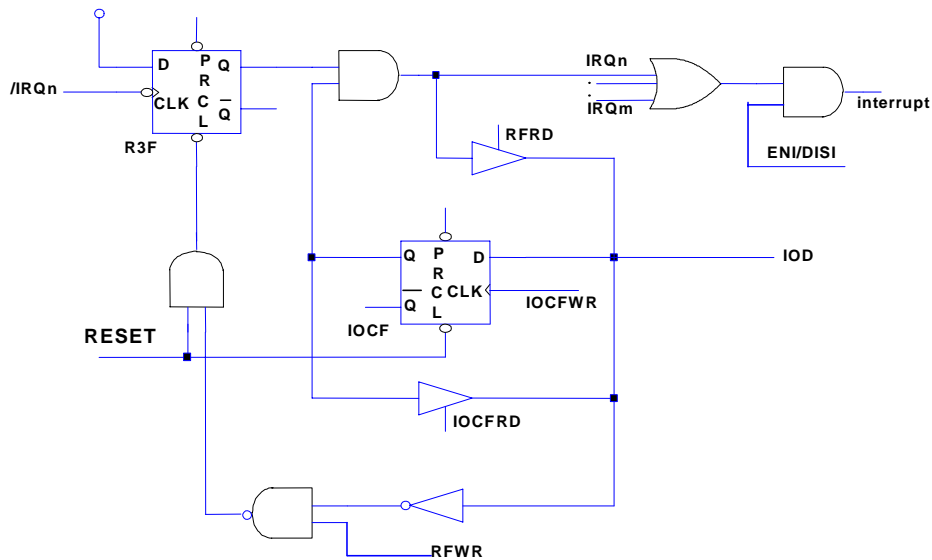 D
P
R
C
L
Q
Q
CLK
/IRQn
R3F
IRQn
:
IRQm
interrupt
ENI/DISI
RFRD
Q
P
R
C
L
D
CLK
Q
IOCF
IOCFWR
IOD
RESET
IOCFRD
RFWR